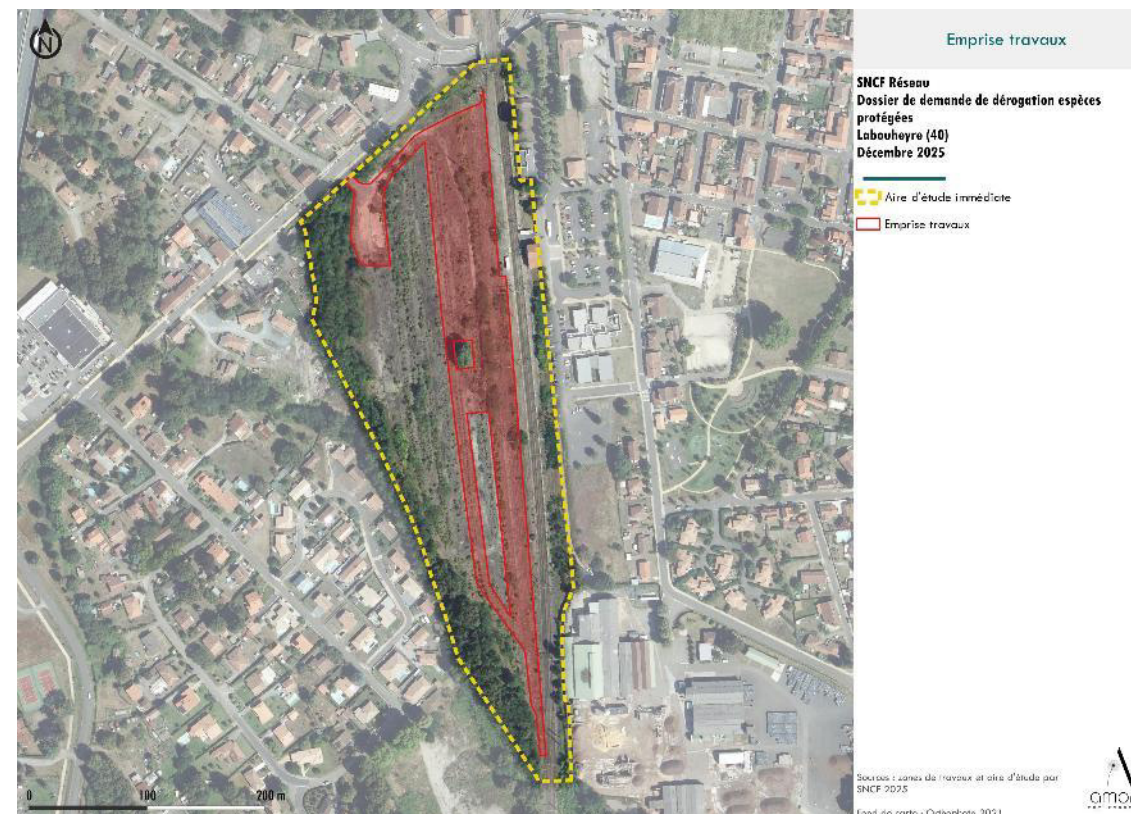 N
Emprise travaux
SNCF Réseau
Dossier de demande de dérogation espèces
protégées
Labouheyre (40)
Décembre 2025
Aire d'étude immédiate
Emprise travaux
0 100 200 m
Sources : zones de travaux et aire d'étude par
SNCF 2025
Fond de carte : Orthophoto 2021